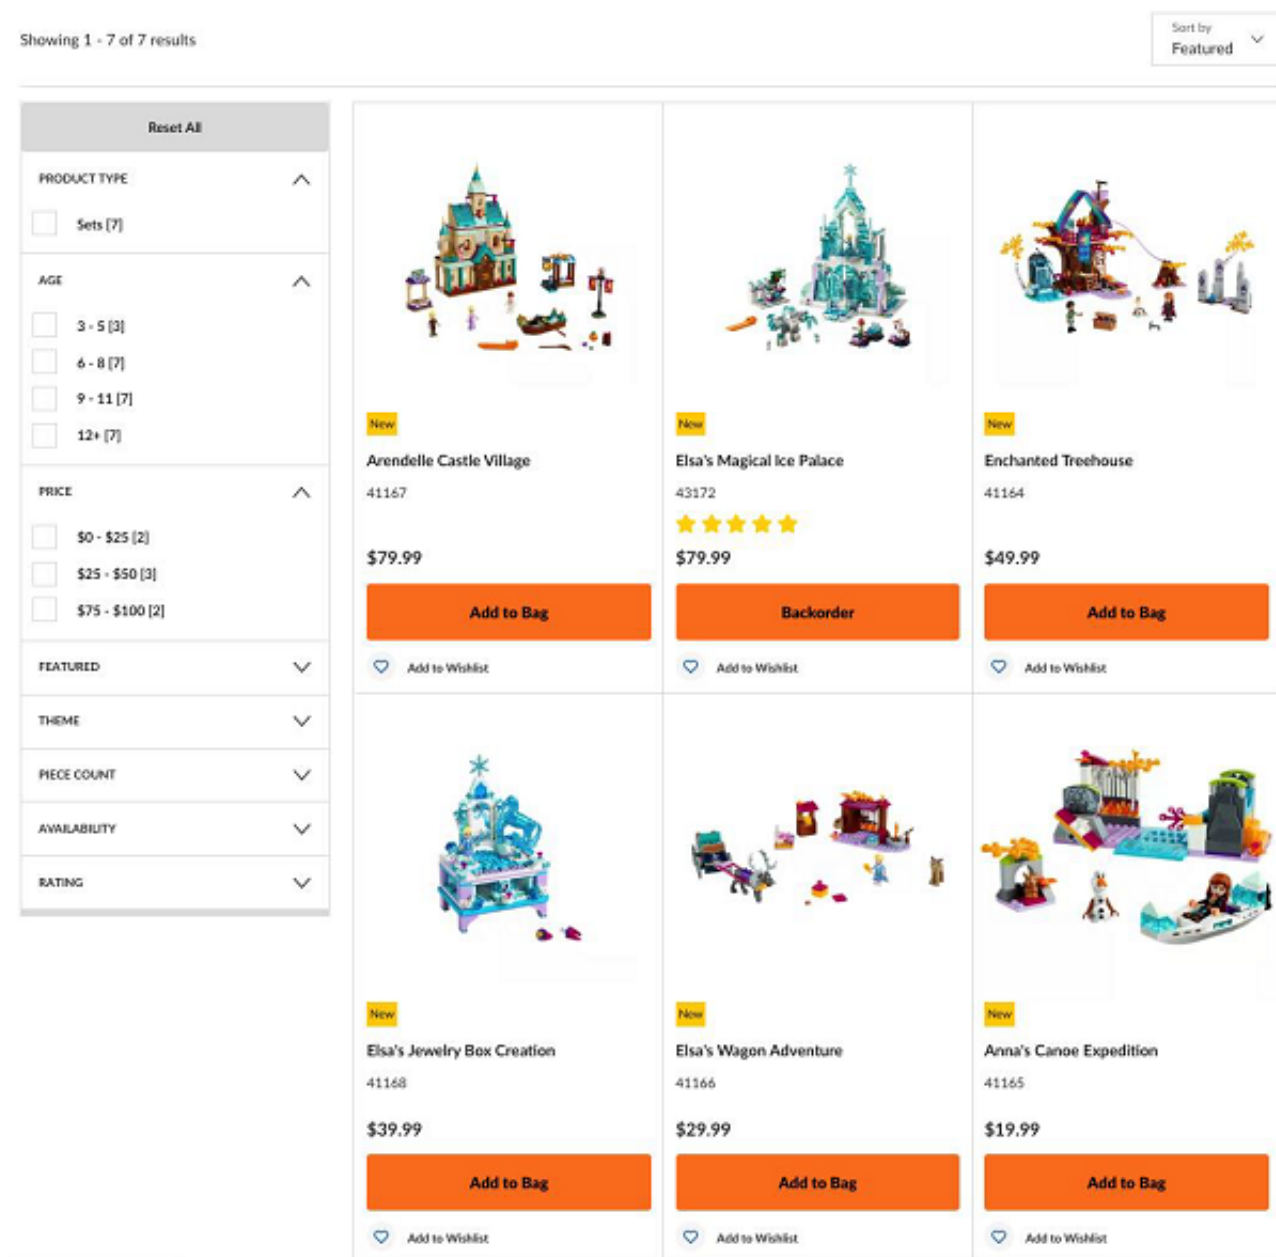 Showing 1 - 7 of 7 results
Sort by
Featured
Reset All
PRODUCT TYPE
Sets [7]
AGE
3 - 5 [3]
6 - 8 [7]
9 - 11 [7]
12+ [7]
PRICE
$0 - $25 [2]
$25 - $50 [3]
$75 - $100 [2]
FEATURED
THEME
PIECE COUNT
AVAILABILITY
RATING
New
Arendelle Castle Village
41167
$79.99
Add to Bag
Add to Wishlist
New
Elsa's Magical Ice Palace
43172
$79.99
Backorder
Add to Wishlist
New
Enchanted Treehouse
41164
$49.99
Add to Bag
Add to Wishlist
New
Elsa's Jewelry Box Creation
41168
$39.99
Add to Bag
Add to Wishlist
New
Elsa's Wagon Adventure
41166
$29.99
Add to Bag
Add to Wishlist
New
Anna's Canoe Expedition
41165
$19.99
Add to Bag
Add to Wishlist